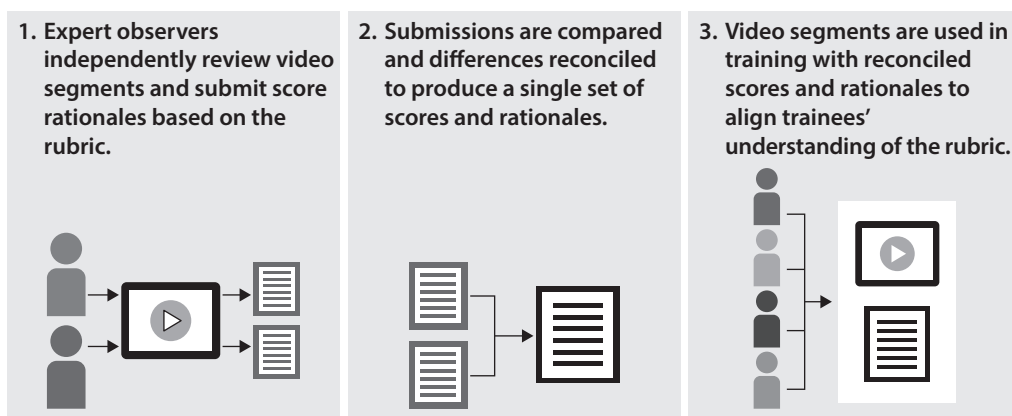 1. Expert observers
independently review video
segments and submit score
rationales based on the
rubric.
2. Submissions are compared
and differences reconciled
to produce a single set of
scores and rationales.
3. Video segments are used in
training with reconciled
scores and rationales to
align trainees’
understanding of the rubric.